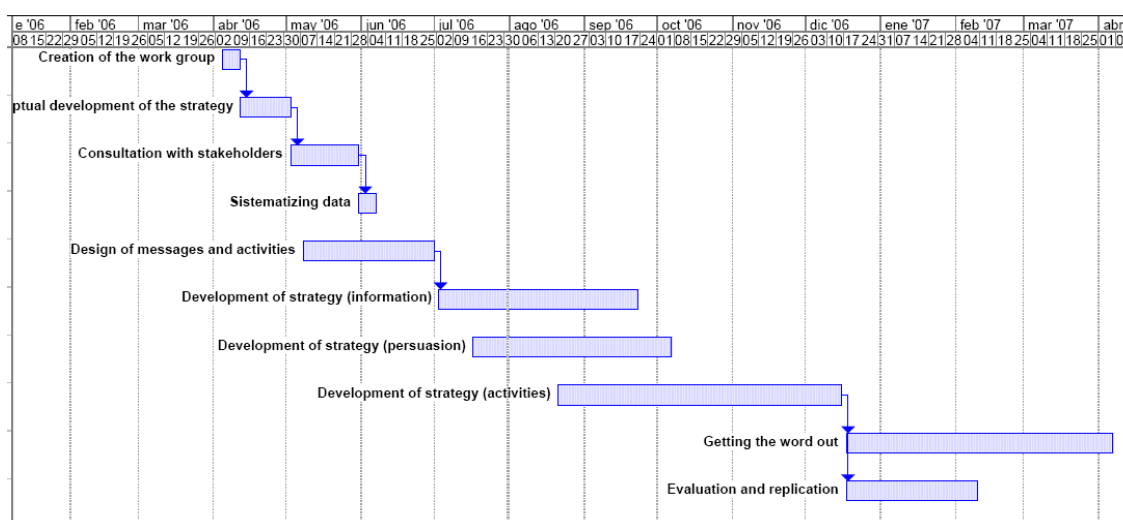 e '06 feb '06 mar '06 abr '06 may '06 jun '06 jul '06 ago '06 sep '06 oct '06 nov '06 dic '06 ene '07 feb '07 mar '07 abr
08 15 22 29 05 12 19 26 05 12 19 26 02 09 16 23 30 07 14 21 28 04 11 18 25 02 09 16 23 30 06 13 20 27 03 10 17 24 01 08 15 22 29 05 12 19 26 03 10 17 24 31 07 14 21 28 04 11 18 25 04 11 18 25 01 0
Creation of the work group
ptual development of the strategy
Consultation with stakeholders
Sistematizing data
Design of messages and activities
Development of strategy (information)
Development of strategy (persuasion)
Development of strategy (activities)
Getting the word out
Evaluation and replication